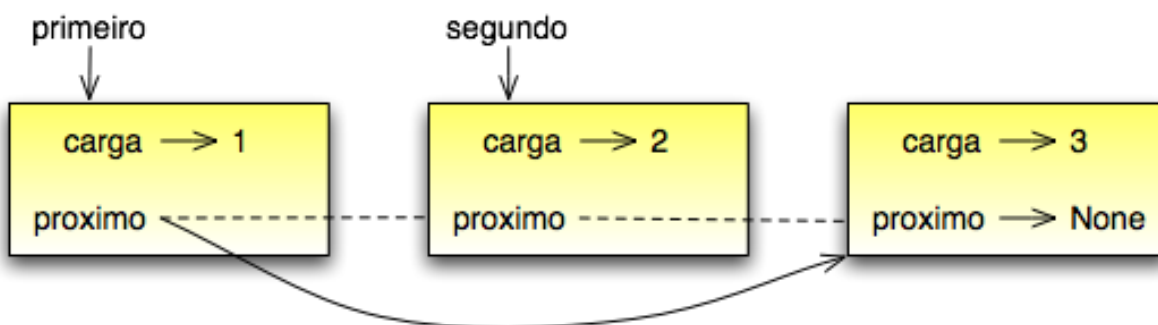 primeiro
segundo
carga 1
proximo
carga 2
proximo
carga 3
proximo None